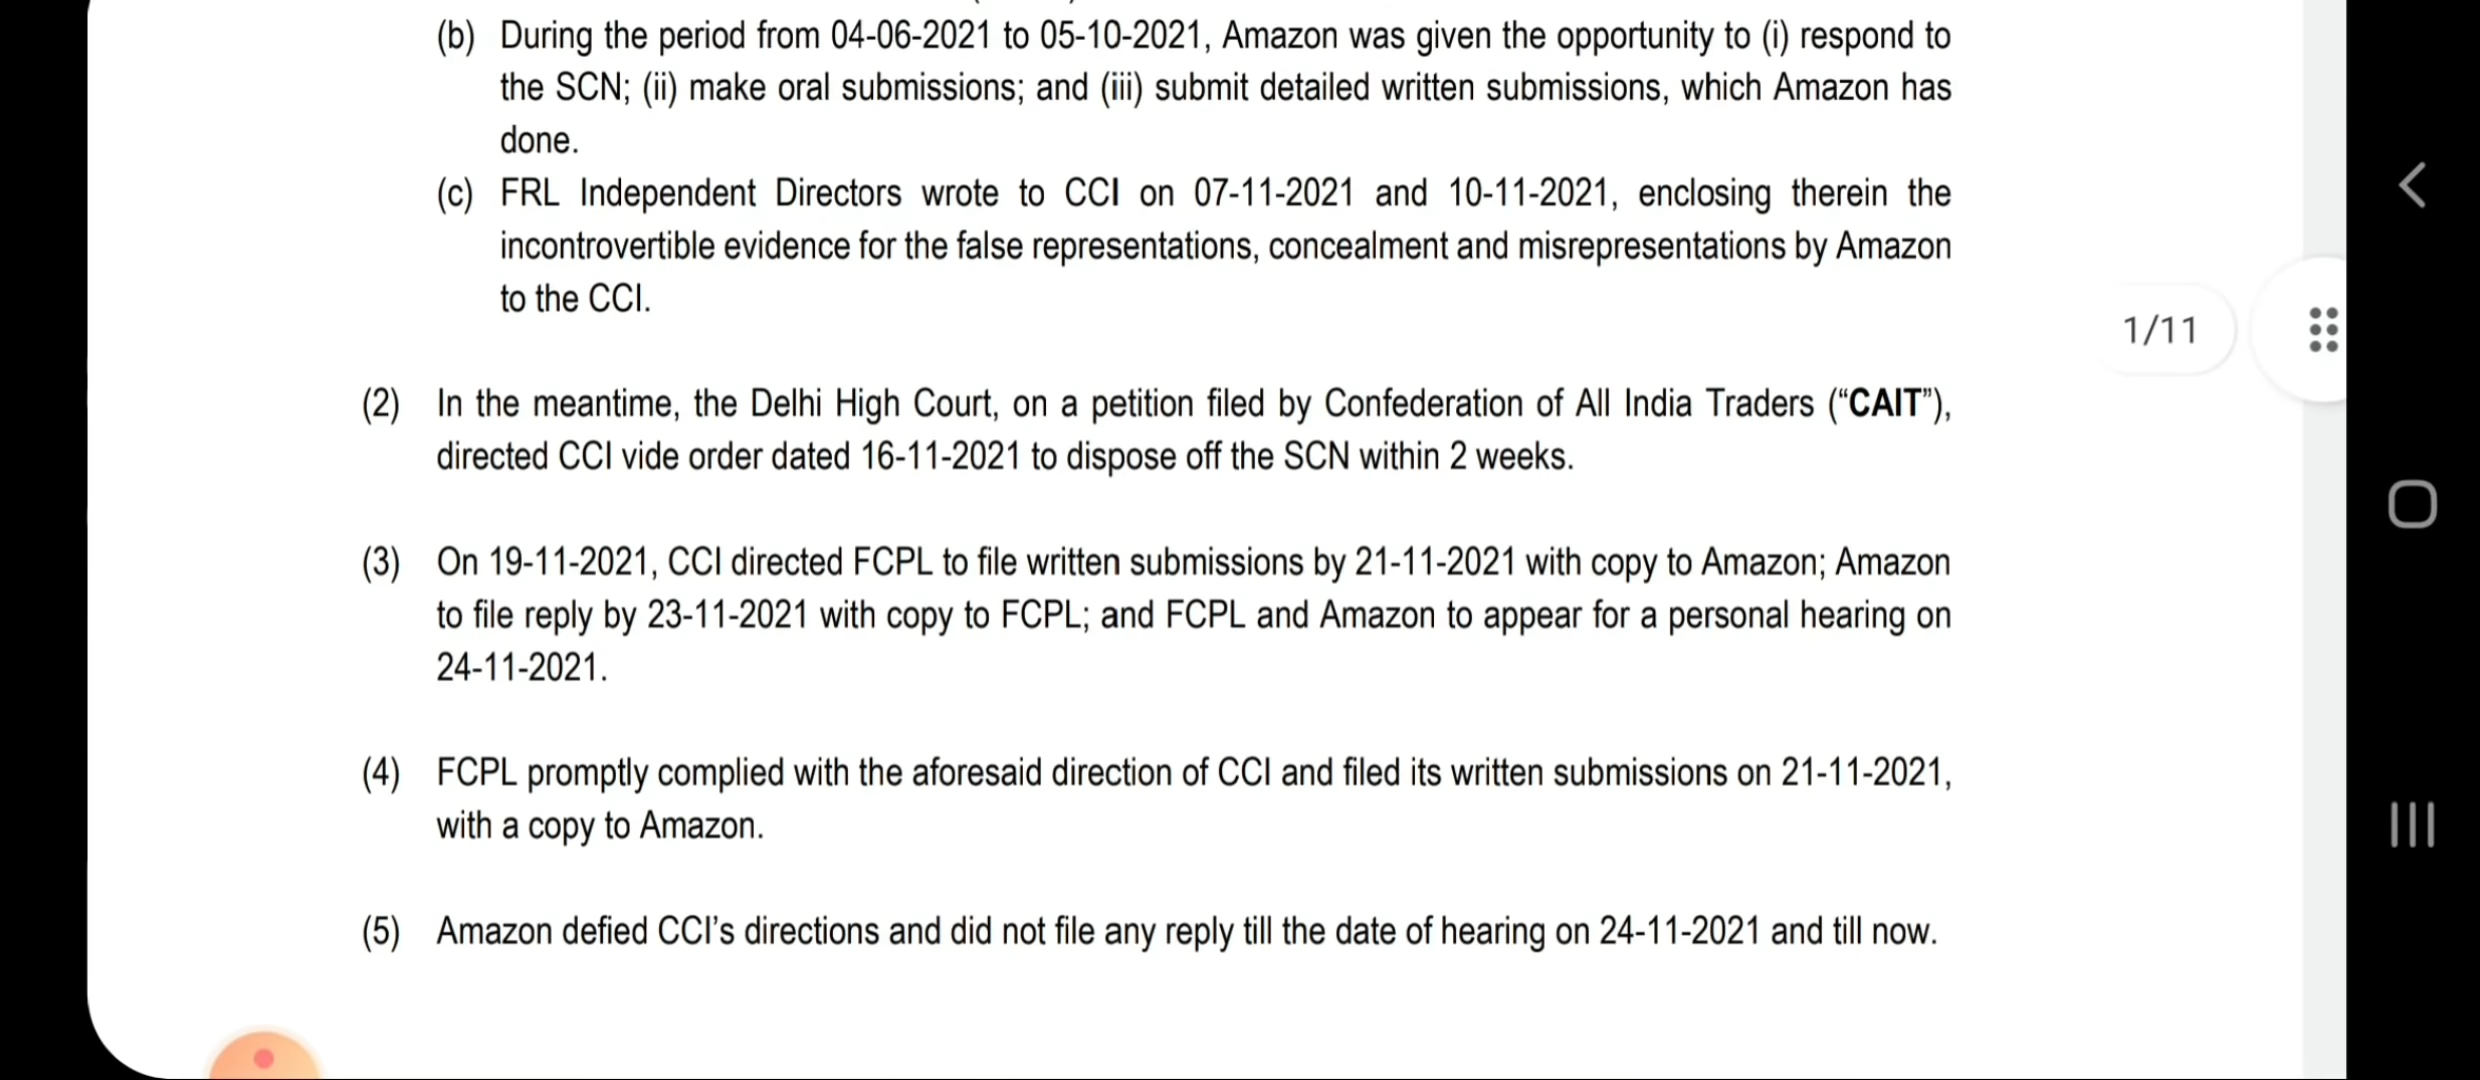 (b) During the period from 04-06-2021 to 05-10-2021, Amazon was given the opportunity to (i) respond to
the SCN; (ii) make oral submissions; and (iii) submit detailed written submissions, which Amazon has
done.
(c) FRL Independent Directors wrote to CCI on 07-11-2021 and 10-11-2021, enclosing therein the
incontrovertible evidence for the false representations, concealment and misrepresentations by Amazon
to the CCI.
1/11
(2) In the meantime, the Delhi High Court, on a petition filed by Confederation of All India Traders (“CAIT”),
directed CCI vide order dated 16-11-2021 to dispose off the SCN within 2 weeks.
(3) On 19-11-2021, CCI directed FCPL to file written submissions by 21-11-2021 with copy to Amazon; Amazon
to file reply by 23-11-2021 with copy to FCPL; and FCPL and Amazon to appear for a personal hearing on
24-11-2021.
(4) FCPL promptly complied with the aforesaid direction of CCI and filed its written submissions on 21-11-2021,
with a copy to Amazon.
(5) Amazon defied CCI’s directions and did not file any reply till the date of hearing on 24-11-2021 and till now.